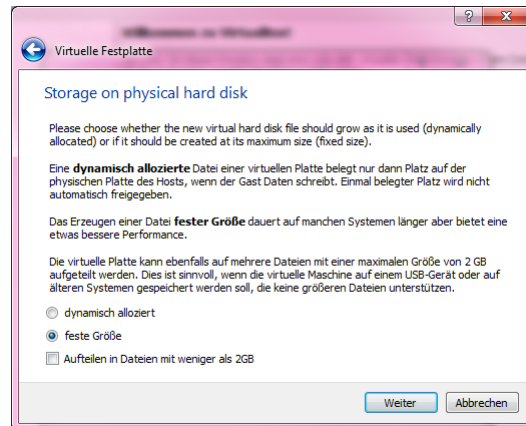 Willkommen zu VirtualBox!
Virtuelle Festplatte
Storage on physical hard disk
Please choose whether the new virtual hard disk file should grow as it is used (dynamically
allocated) or if it should be created at its maximum size (fixed size).
Eine dynamisch allozierte Datei einer virtuellen Platte belegt nur dann Platz auf der
physischen Platte des Hosts, wenn der Gast Daten schreibt. Einmal belegter Platz wird nicht
automatisch freigegeben.
Das Erzeugen einer Datei fester Größe dauert auf manchen Systemen länger aber bietet eine
etwas bessere Performance.
Die virtuelle Platte kann ebenfalls auf mehrere Dateien mit einer maximalen Größe von 2 GB
aufgeteilt werden. Dies ist sinnvoll, wenn die virtuelle Maschine auf einem USB-Gerät oder auf
älteren Systemen gespeichert werden soll, die keine größeren Dateien unterstützen.
dynamisch alloziert
feste Größe
Aufteilen in Dateien mit weniger als 2GB
Weiter Abbrechen